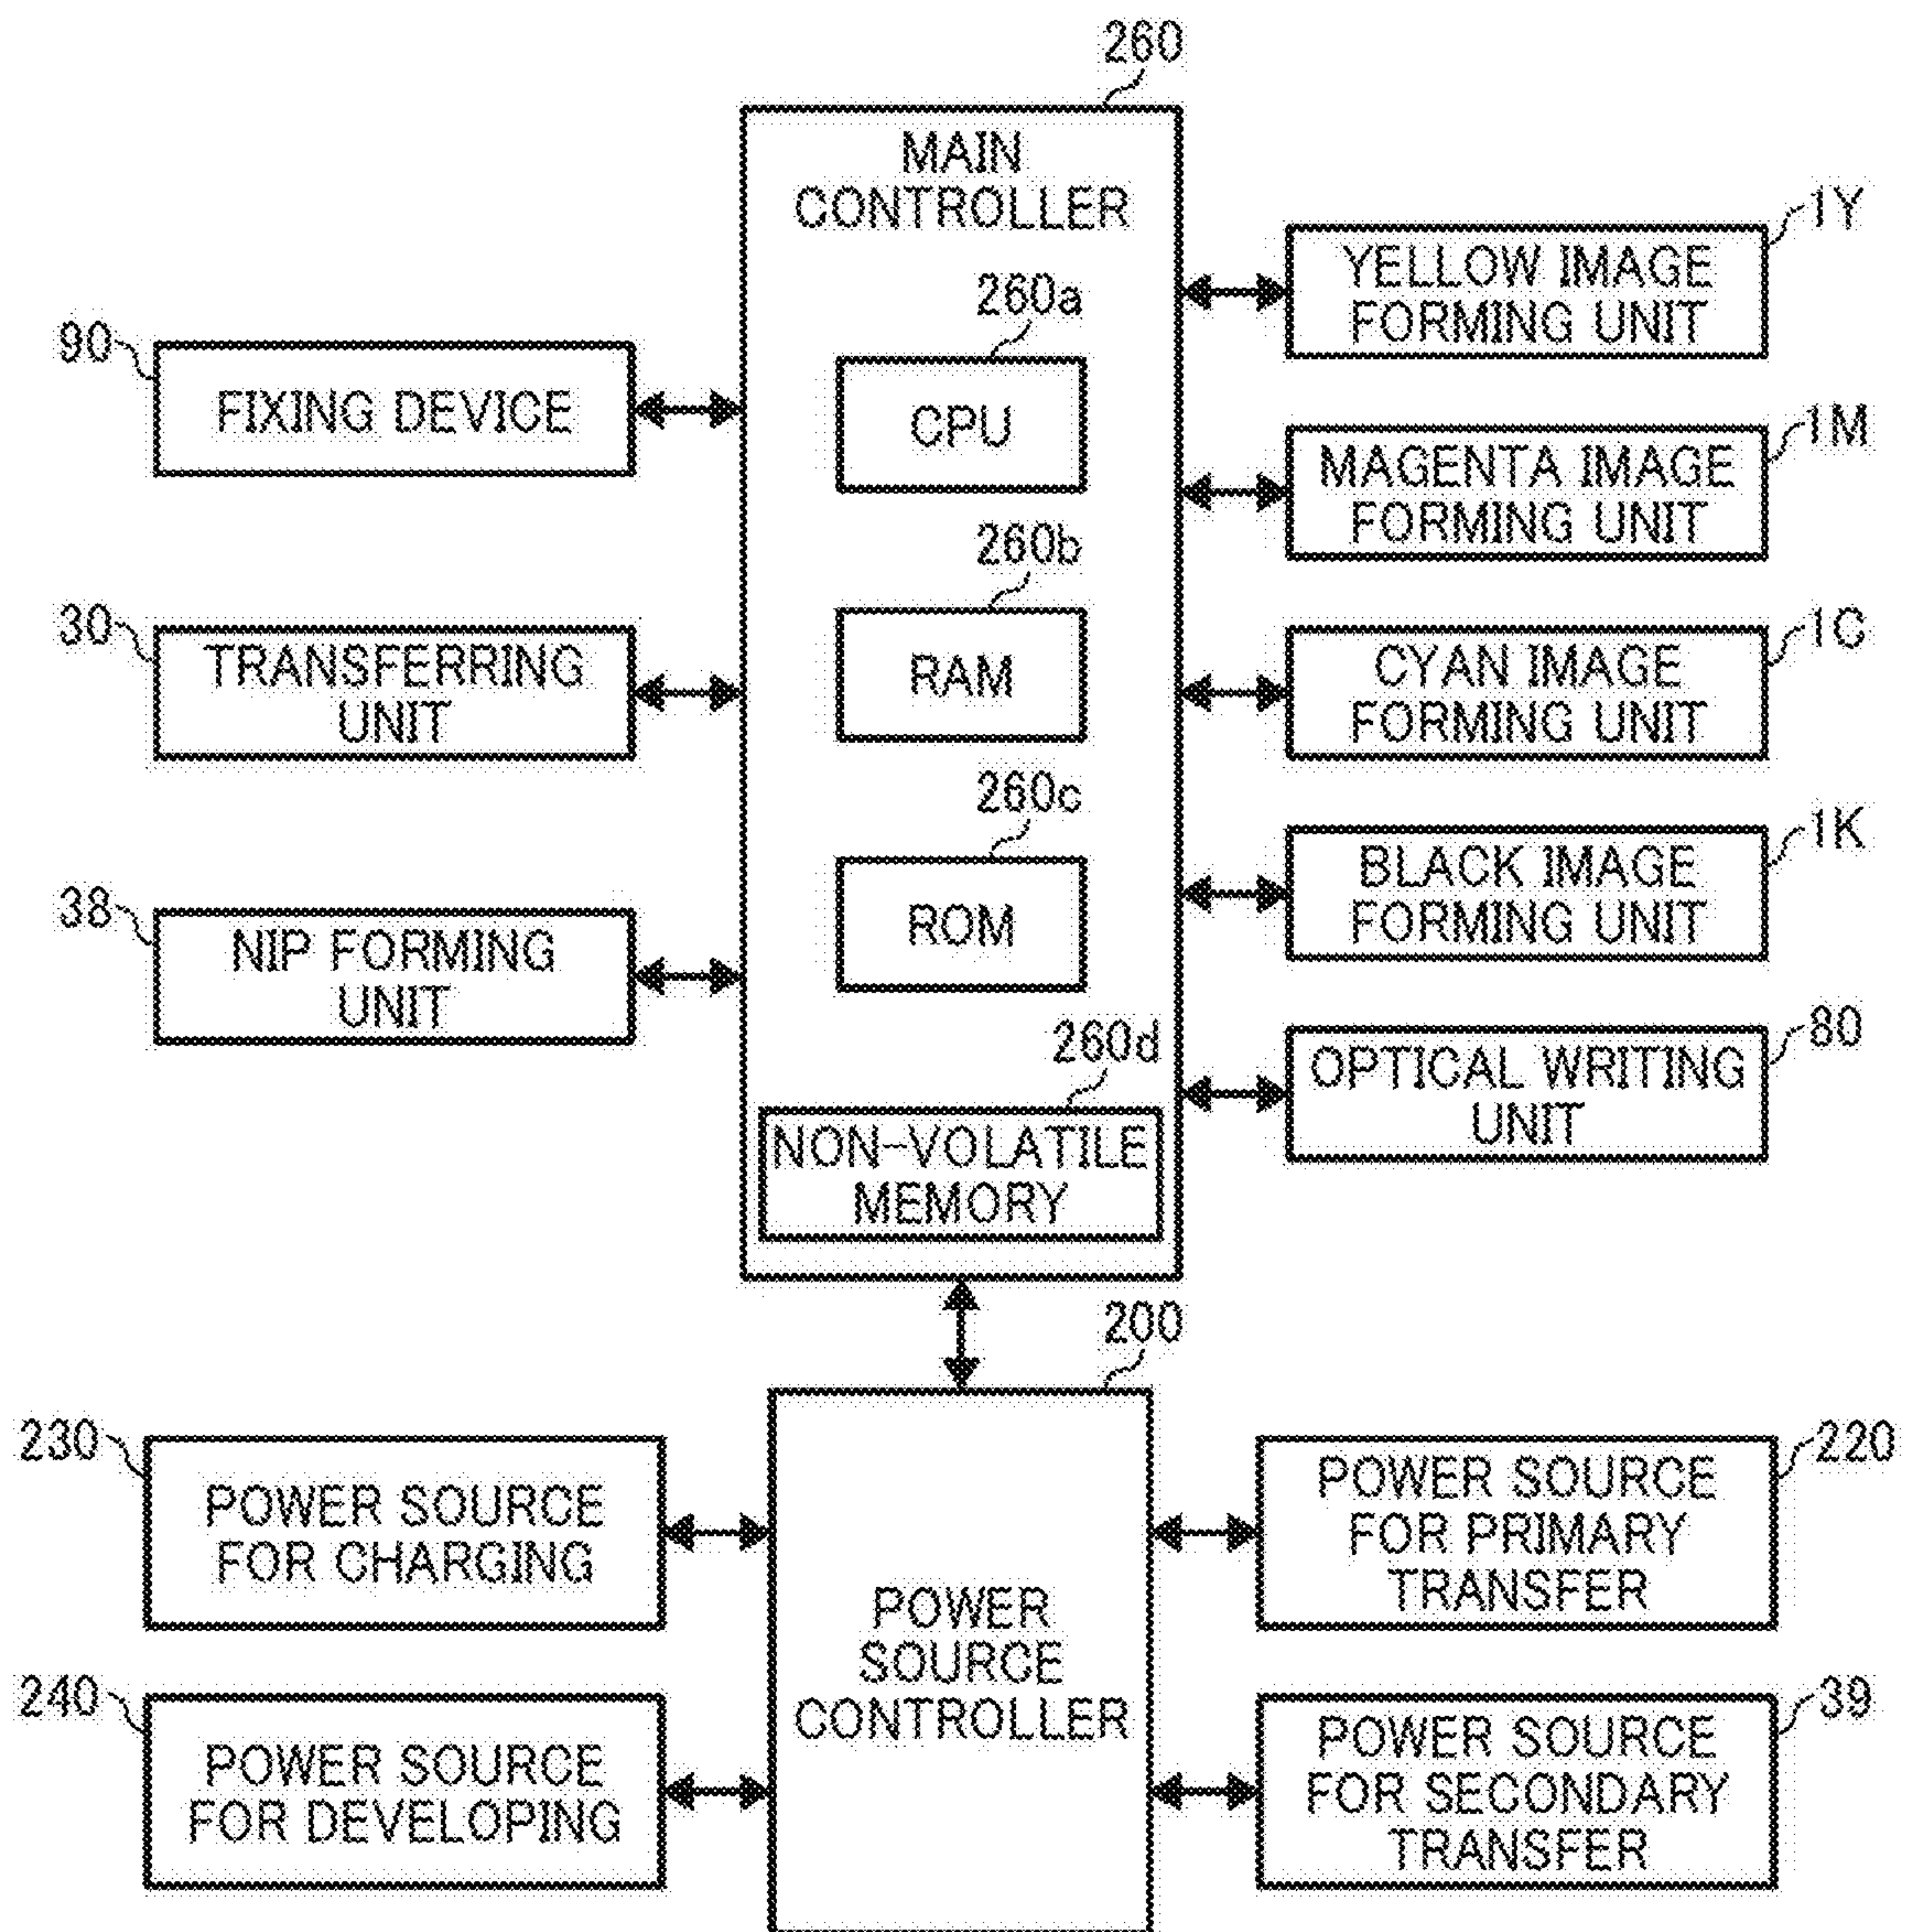 260
MAIN
CONTROLLER
260a
CPU
260b
RAM
260c
ROM
260d
NON-VOLATILE
MEMORY
90
FIXING DEVICE
30
TRANSFERRING
UNIT
38
NIP FORMING
UNIT
1Y
YELLOW IMAGE
FORMING UNIT
1M
MAGENTA IMAGE
FORMING UNIT
1C
CYAN IMAGE
FORMING UNIT
1K
BLACK IMAGE
FORMING UNIT
80
OPTICAL WRITING
UNIT
200
POWER
SOURCE
CONTROLLER
230
POWER SOURCE
FOR CHARGING
240
POWER SOURCE
FOR DEVELOPING
220
POWER SOURCE
FOR PRIMARY
TRANSFER
39
POWER SOURCE
FOR SECONDARY
TRANSFER